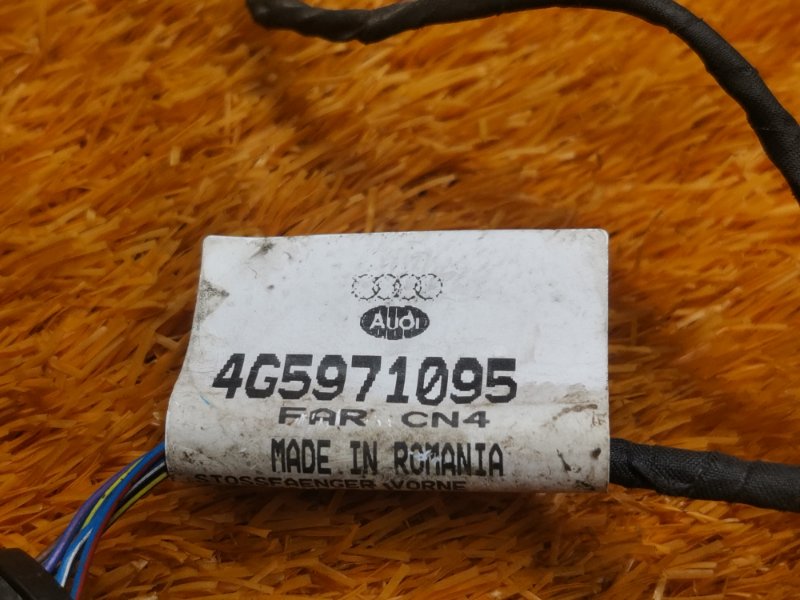 Audi
4G5971095
FAR CN4
MADE IN ROMANIA
STOSSFAENGER VORNE